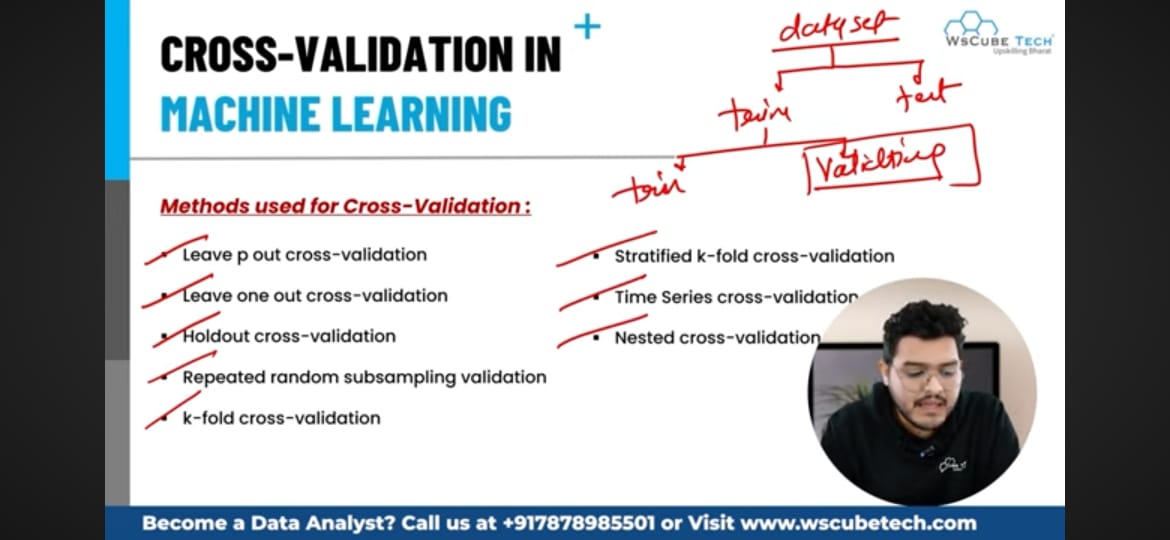 CROSS-VALIDATION IN
MACHINE LEARNING
dataset
train
test
train
WsCube Tech
Upskilling Bharat
Methods used for Cross-Validation :
Leave p out cross-validation
Leave one out cross-validation
Holdout cross-validation
Repeated random subsampling validation
k-fold cross-validation
Stratified k-fold cross-validation
Time Series cross-validation
Nested cross-validation
Become a Data Analyst? Call us at +917878985501 or Visit www.wscubetech.com